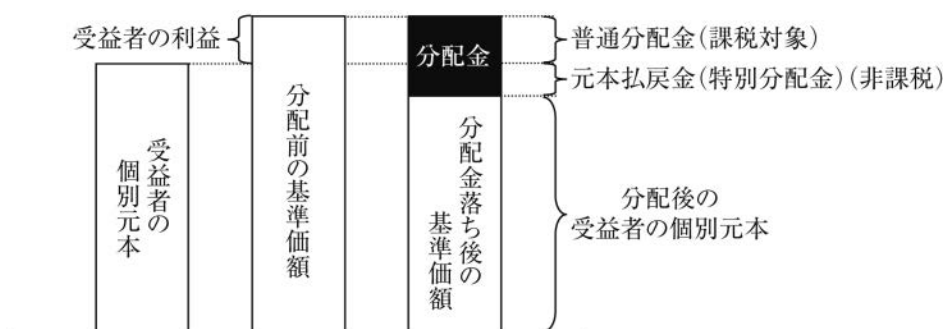 受益者の利益
受益者の
個別元本
分配前の基準価額
分配金
分配金落ち後の
基準価額
普通分配金(課税対象)
元本払戻金(特別分配金)(非課税)
分配後の
受益者の個別元本